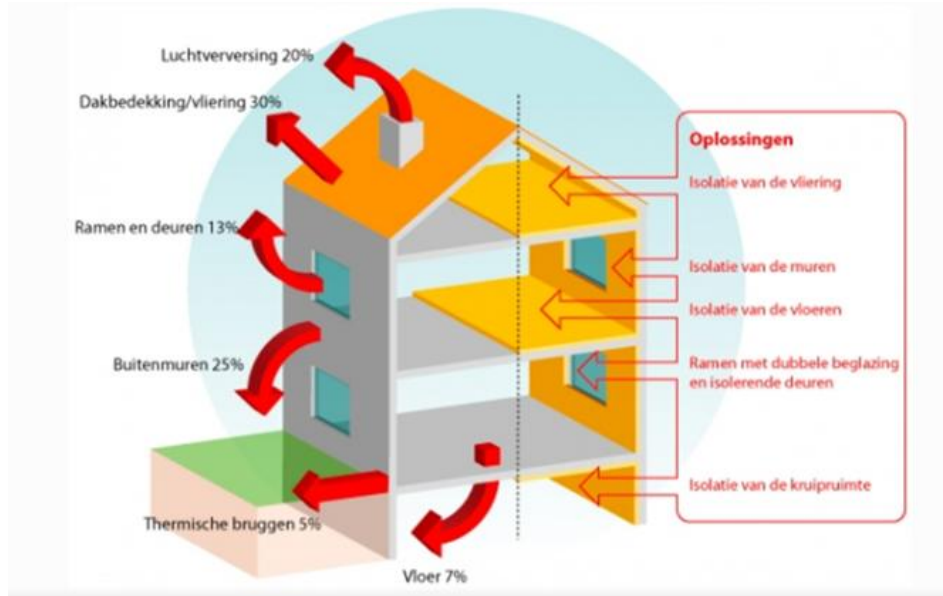 Luchtverversing 20%
Dakbedekking/vliering 30%
Ramen en deuren 13%
Buitenmuren 25%
Thermische bruggen 5%
Vloer 7%
Oplossingen
Isolatie van de vliering
Isolatie van de muren
Isolatie van de vloeren
Ramen met dubbele beglazing
en isolerende deuren
Isolatie van de kruipruimte